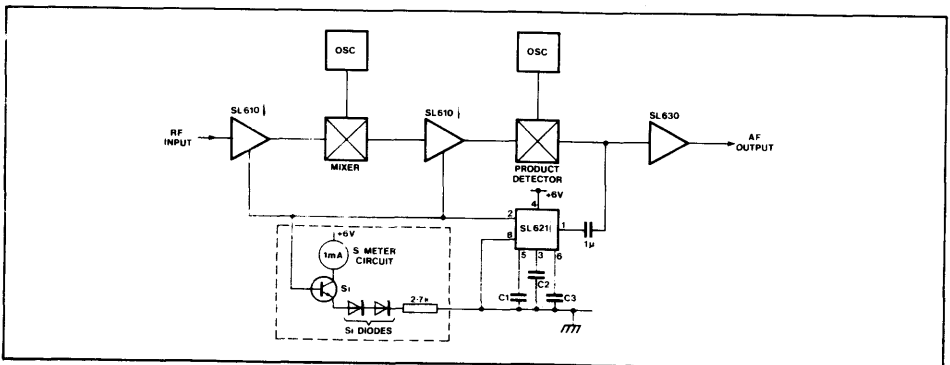 OSC
OSC
SL610
SL610
SL630
RF
INPUT
AF
OUTPUT
MIXER
PRODUCT
DETECTOR
+6V
4
2
SL621
1
8
1µ
5 3 6
C2
C1
C3
+6V
1mA
S METER
CIRCUIT
Si
2·7k
Si DIODES